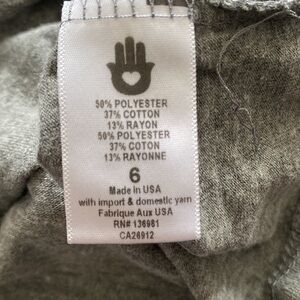 50% POLYESTER
37% COTTON
13% RAYON
50% POLYESTER
37% COTON
13% RAYONNE
6
Made in USA
with import & domestic yarn
Fabrique Aux USA
RN# 136981
CA26912